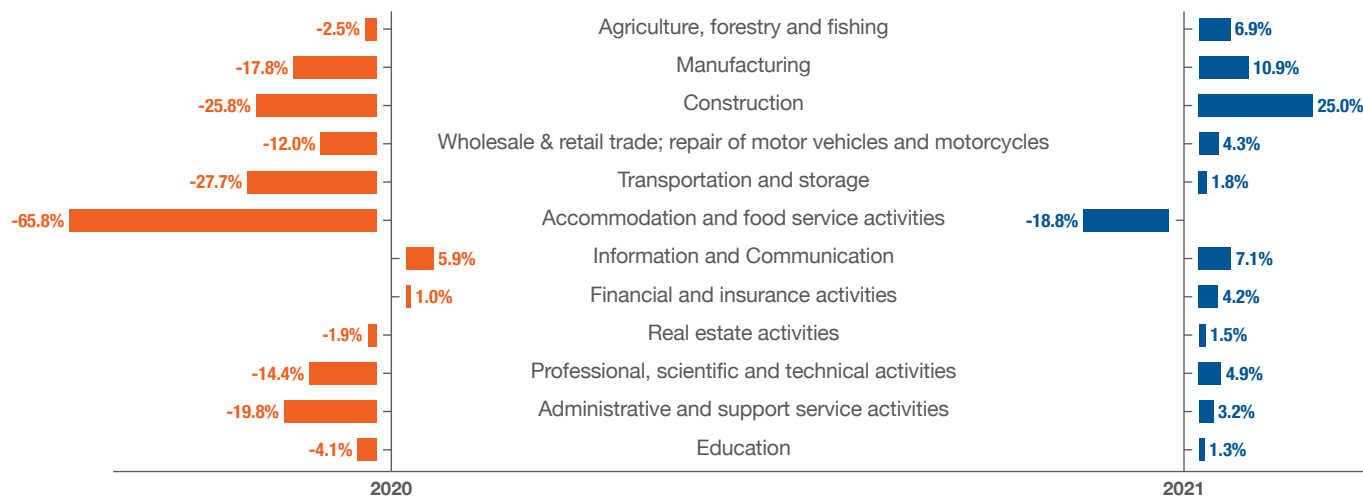 -2.5% Agriculture, forestry and fishing 6.9%
-17.8% Manufacturing 10.9%
-25.8% Construction 25.0%
-12.0% Wholesale & retail trade; repair of motor vehicles and motorcycles 4.3%
-27.7% Transportation and storage 1.8%
-65.8% Accommodation and food service activities -18.8%
5.9% Information and Communication 7.1%
1.0% Financial and insurance activities 4.2%
-1.9% Real estate activities 1.5%
-14.4% Professional, scientific and technical activities 4.9%
-19.8% Administrative and support service activities 3.2%
-4.1% Education 1.3%
2020 2021